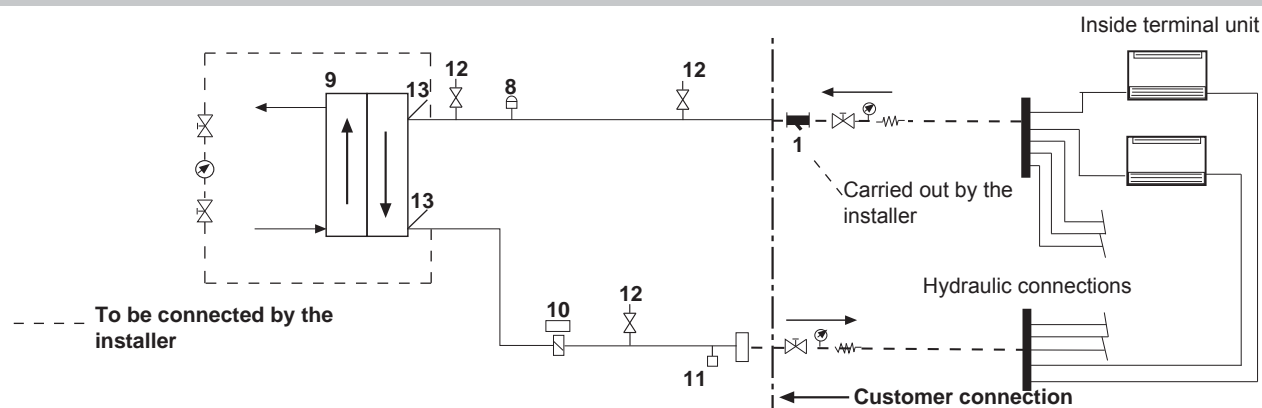 Inside terminal unit
9
13
12
8
12
1
Carried out by the
installer
13
Hydraulic connections
To be connected by the
installer
10
12
11
Customer connection